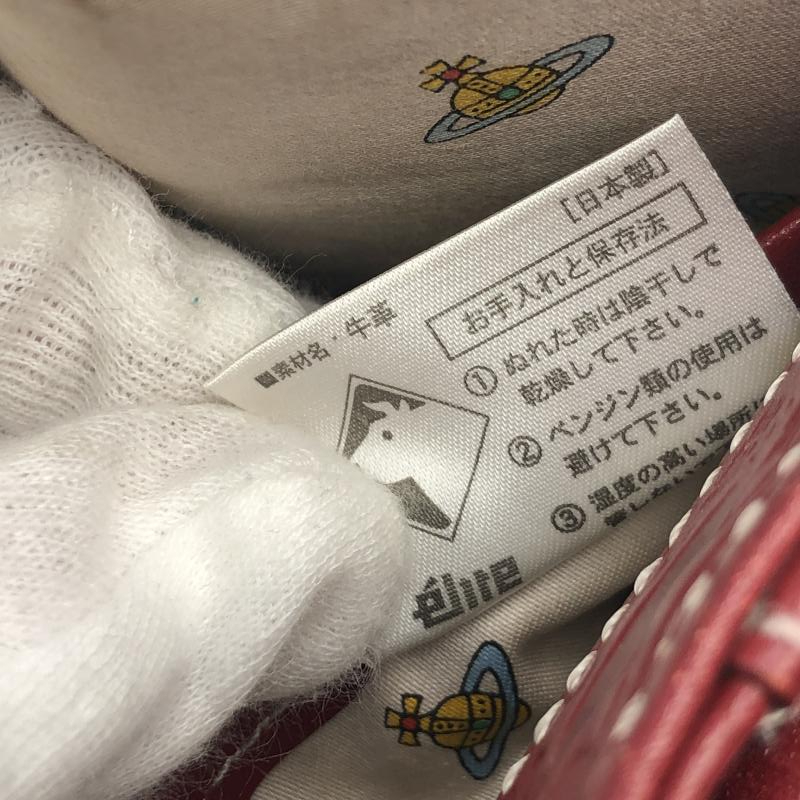 【日本製】
お手入れと保存法
■素材名・牛革
① ぬれた時は陰干しで
乾燥して下さい。
② ベンジン類の使用は
避けて下さい。
③ 湿度の高い場所